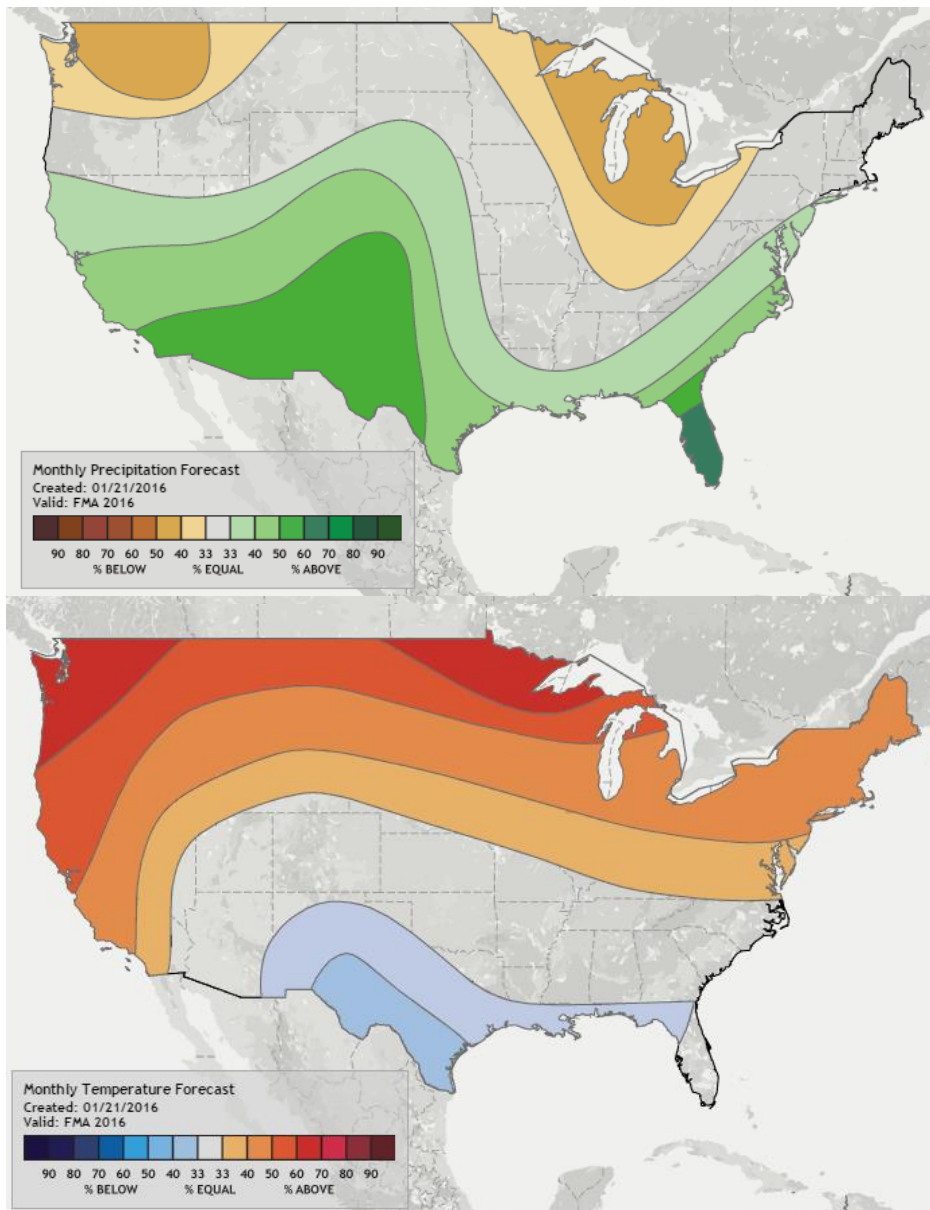 Monthly Precipitation Forecast
Created: 01/21/2016
Valid: FMA 2016
90 80 70 60 50 40 33 33 40 50 60 70 80 90
% BELOW % EQUAL % ABOVE
Monthly Temperature Forecast
Created: 01/21/2016
Valid: FMA 2016
90 80 70 60 50 40 33 33 40 50 60 70 80 90
% BELOW % EQUAL % ABOVE